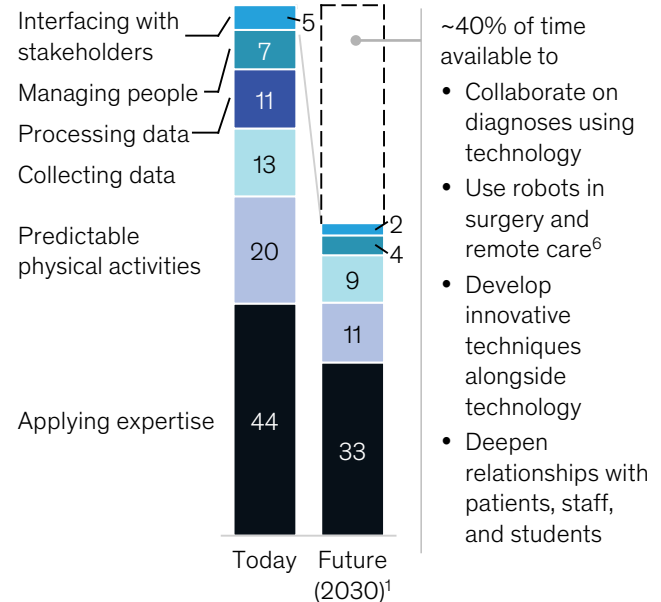 Interfacing with
stakeholders
Managing people
Processing data
Collecting data
Predictable
physical activities
Applying expertise
5
7
11
13
20
44
Today
2
4
9
11
33
Future
(2030)¹
~40% of time
available to
• Collaborate on
diagnoses using
technology
• Use robots in
surgery and
remote care⁶
• Develop
innovative
techniques
alongside
technology
• Deepen
relationships with
patients, staff,
and students